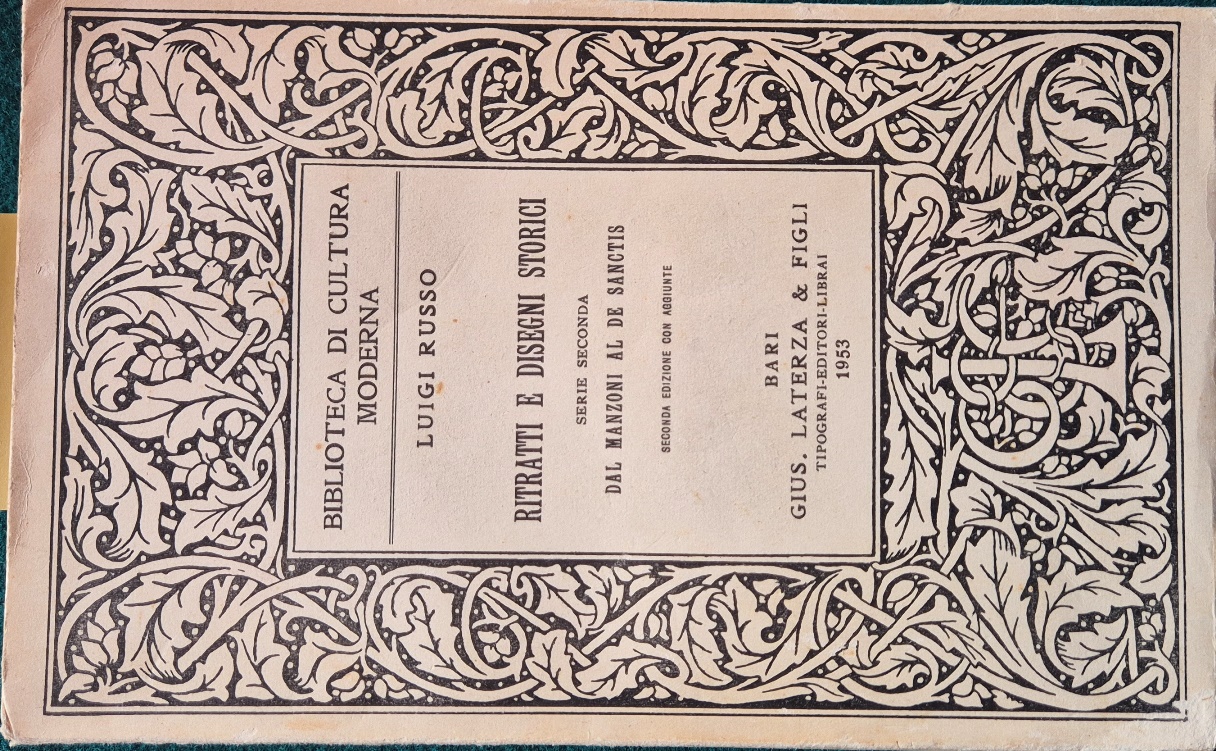 BIBLIOTECA DI CULTURA
MODERNA
LUIGI RUSSO
RITRATTI E DISEGNI STORICI
SERIE SECONDA
DAL MANZONI AL DE SANCTIS
SECONDA EDIZIONE CON AGGIUNTE
BARI
GIUS. LATERZA & FIGLI
TIPOGRAFI-EDITORI-LIBRAI
1953